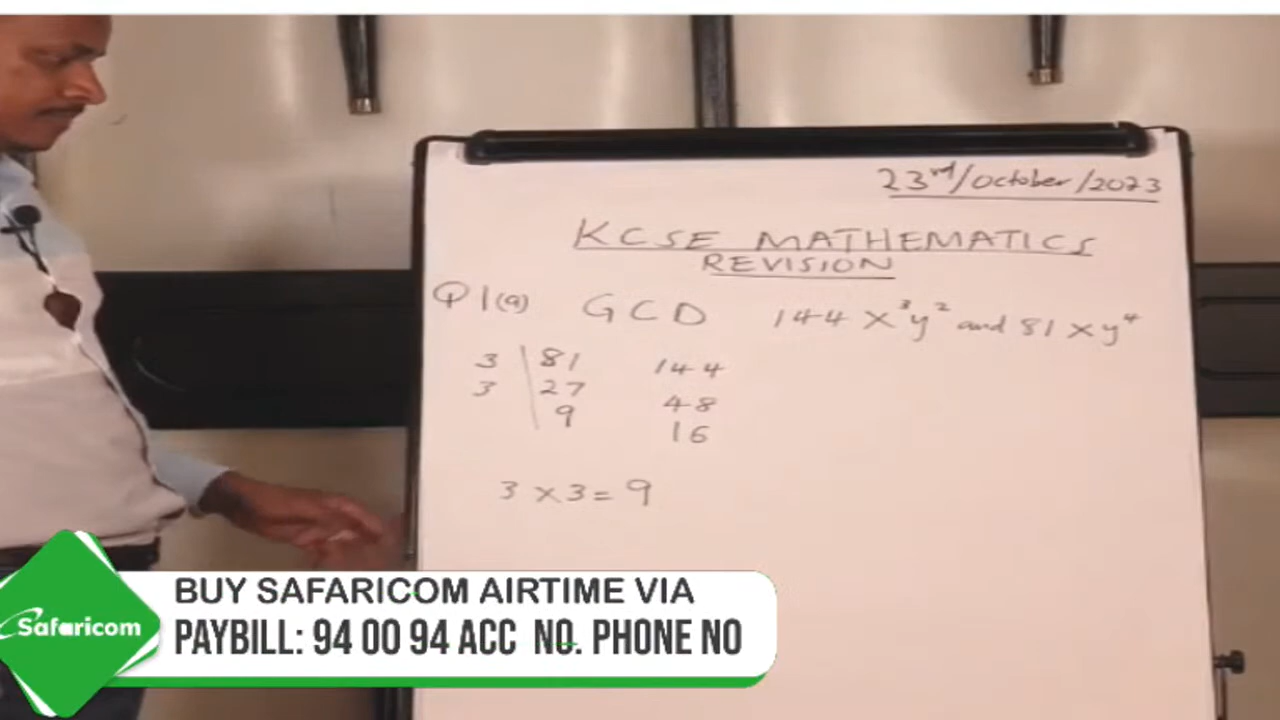 23rd/October/2023
KCSE MATHEMATICS
REVISION
Q1(a) GCD 144x³y² and 81xy⁴
3 | 81 144
3 | 27 48
9 16
3 × 3 = 9
Safaricom
BUY SAFARICOM AIRTIME VIA
PAYBILL: 94 00 94 ACC NO. PHONE NO